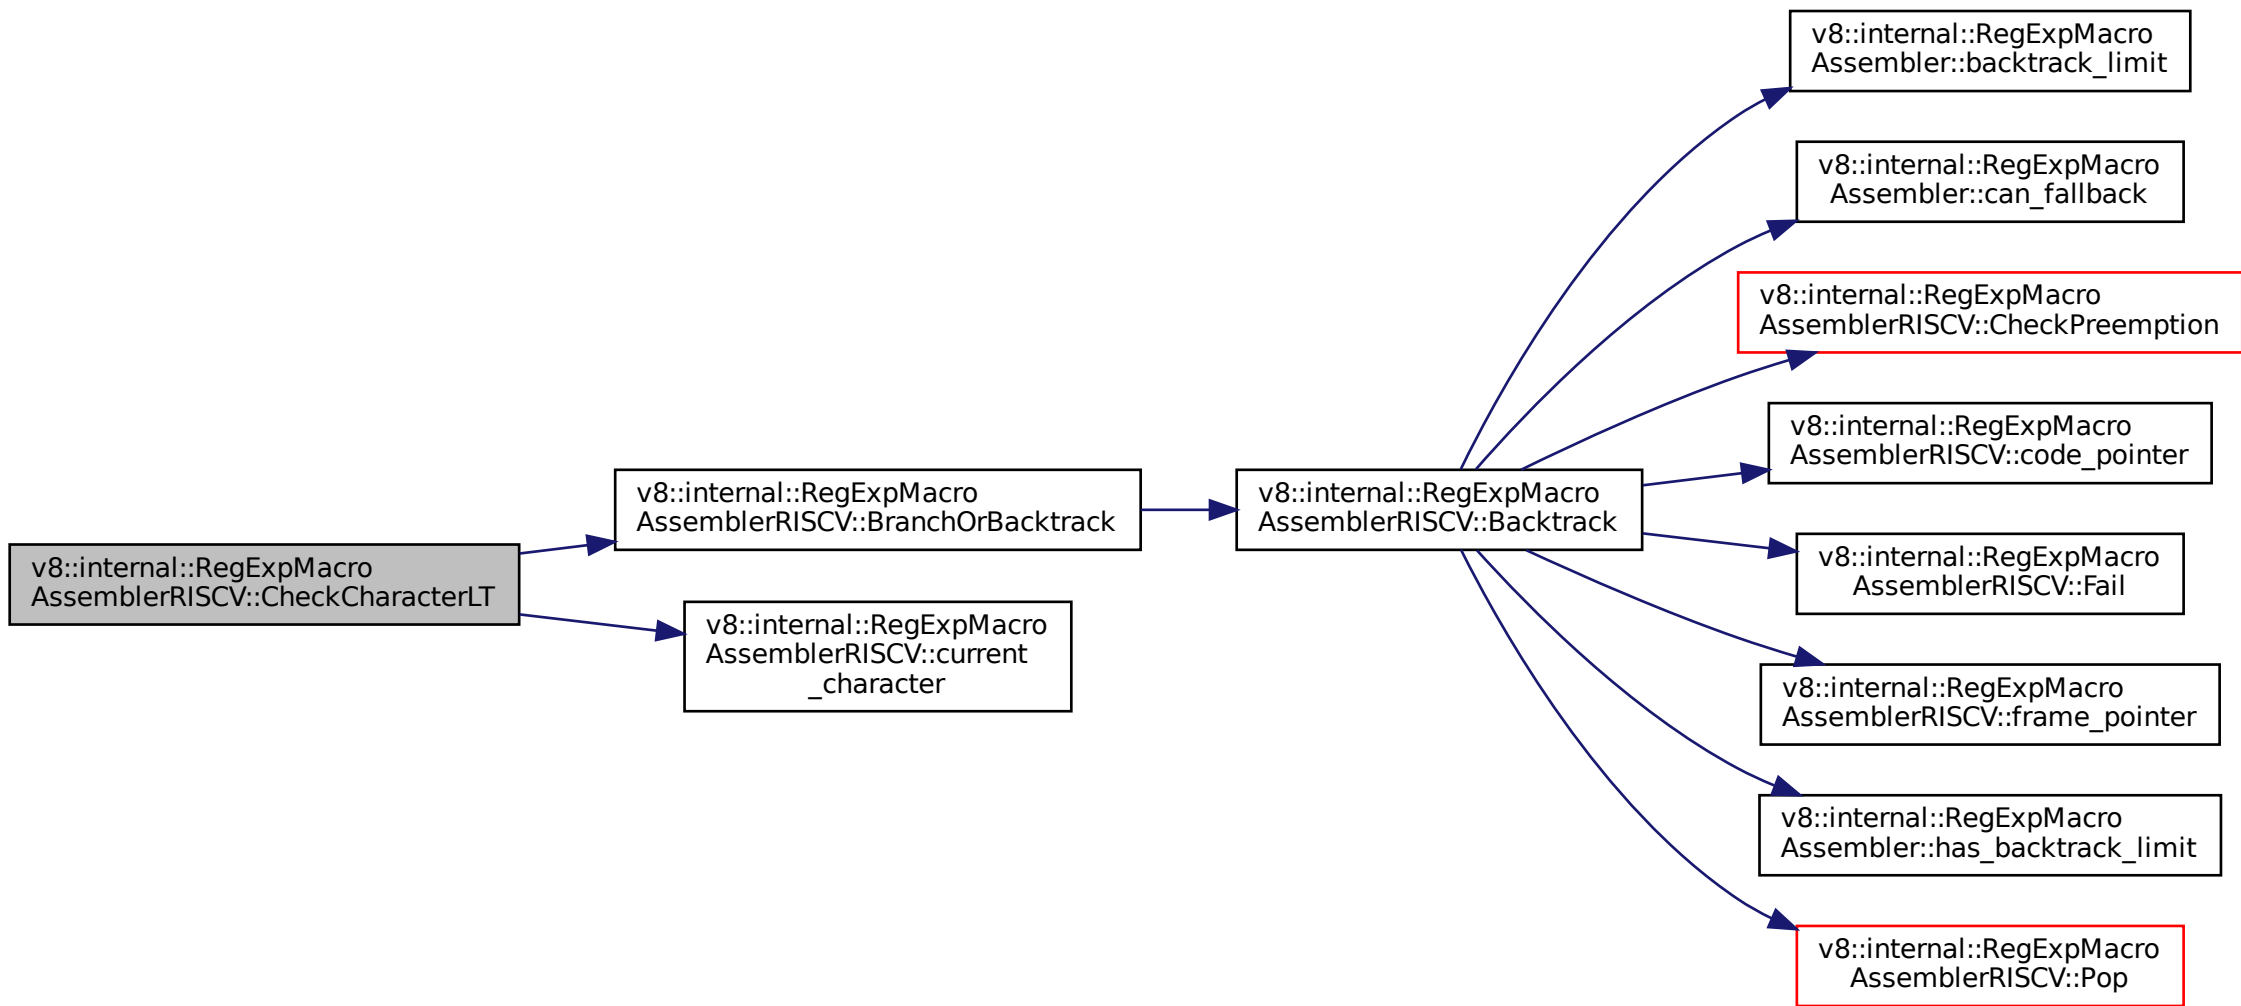 v8::internal::RegExpMacro
AssemblerRISCV::CheckCharacterLT
v8::internal::RegExpMacro
AssemblerRISCV::BranchOrBacktrack
v8::internal::RegExpMacro
AssemblerRISCV::current
_character
v8::internal::RegExpMacro
AssemblerRISCV::Backtrack
v8::internal::RegExpMacro
Assembler::backtrack_limit
v8::internal::RegExpMacro
Assembler::can_fallback
v8::internal::RegExpMacro
AssemblerRISCV::CheckPreemption
v8::internal::RegExpMacro
AssemblerRISCV::code_pointer
v8::internal::RegExpMacro
AssemblerRISCV::Fail
v8::internal::RegExpMacro
AssemblerRISCV::frame_pointer
v8::internal::RegExpMacro
Assembler::has_backtrack_limit
v8::internal::RegExpMacro
AssemblerRISCV::Pop